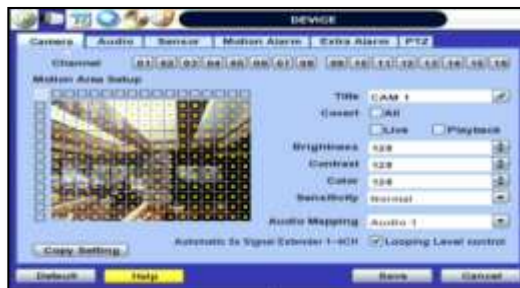 DEVICE
Camera Audio Sensor Motion Alarm Extra Alarm PTZ
Channel 01 02 03 04 05 06 07 08 09 10 11 12 13 14 15 16
Motion Area Setup
Title CAM 1
Covert All
Live Playback
Brightness 128
Contrast 128
Color 128
Sensitivity Normal
Audio Mapping Audio 1
Automatic 5x Signal Extender 1~4CH Looping Level control
Copy Setting
Default Help Save Cancel